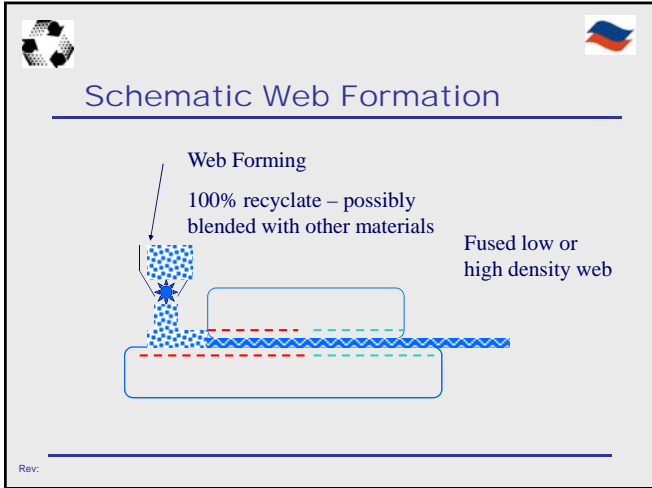 Schematic Web Formation
Web Forming
100% recyclate – possibly
blended with other materials
Fused low or
high density web
Rev: